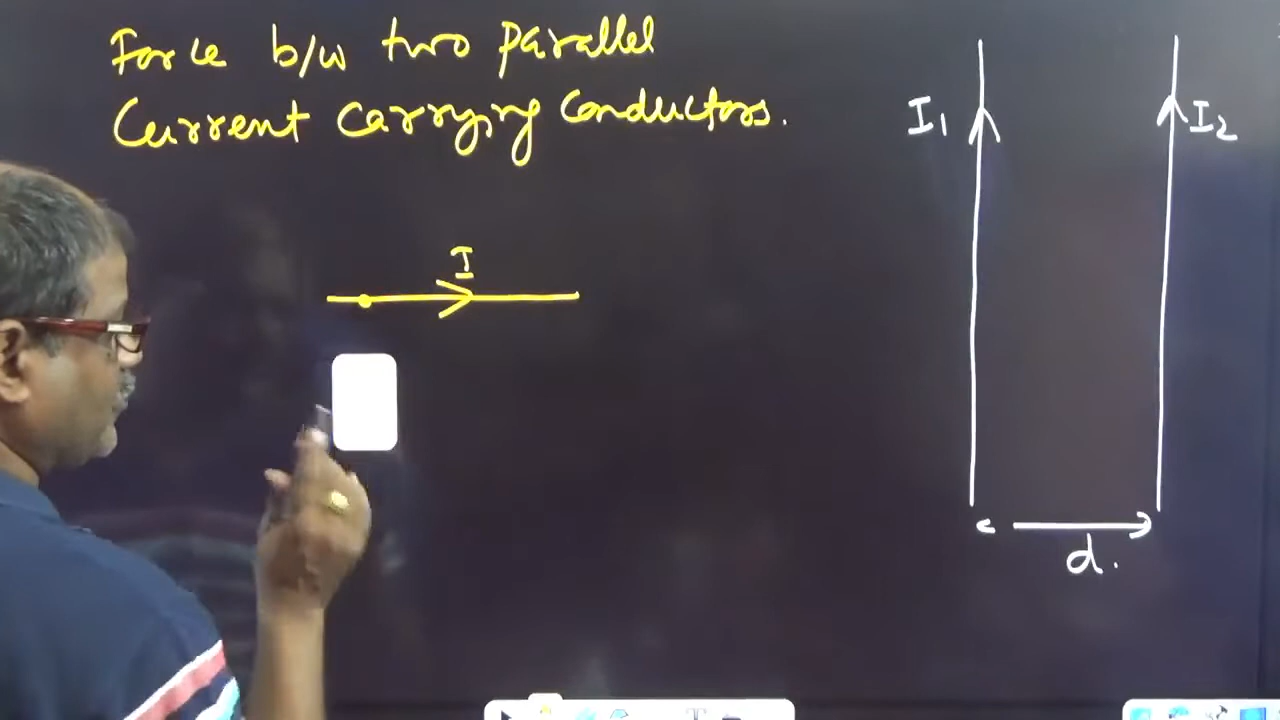 Force b/w two parallel
Current Carrying Conductors.
I₁
I₂
I
d.